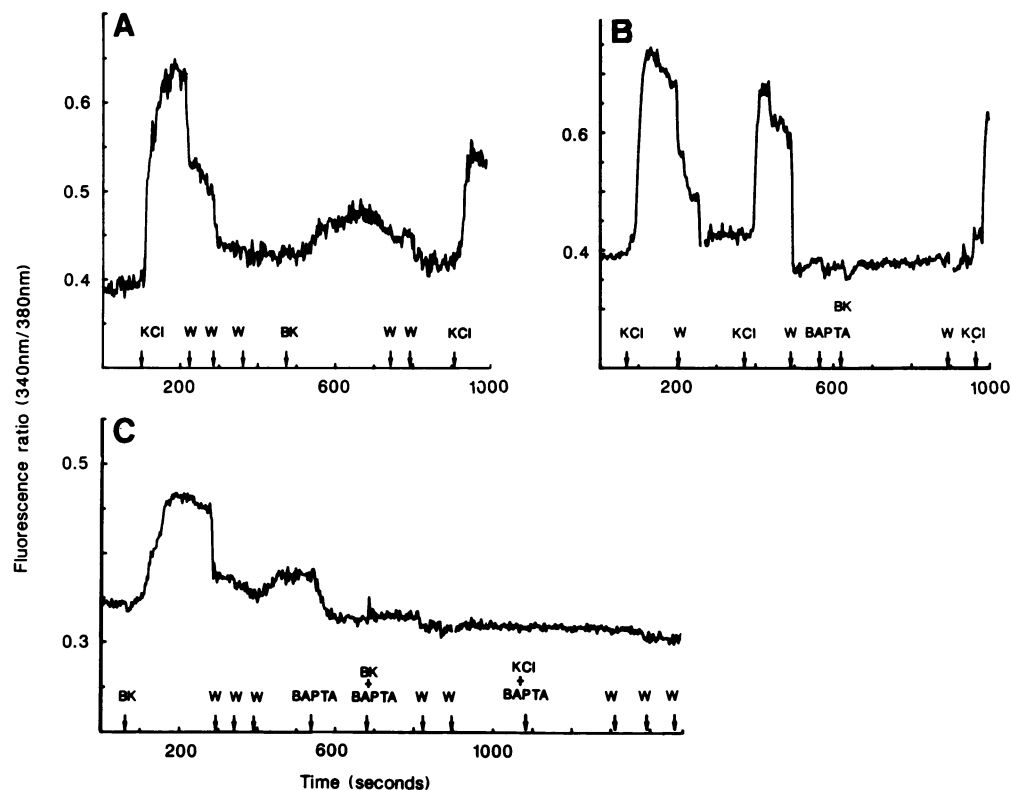 A
0.6
0.5
0.4
KCl W W W BK W W KCl
200 600 1000
B
0.6
0.4
BK
KCl W KCl W BAPTA W KCl
200 600 1000
Fluorescence ratio (340nm/380nm)
C
0.5
0.3
BK KCl
+ +
BK W W W BAPTA BAPTA W W BAPTA W W W
200 600 1000
Time (seconds)